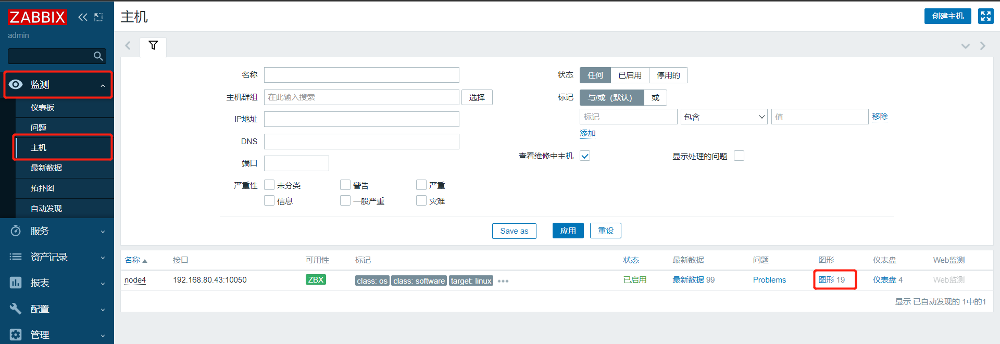 ZABBIX
admin
监测
仪表板
问题
主机
最新数据
拓扑图
自动发现
服务
资产记录
报表
配置
管理
主机
创建主机
名称
主机群组 在此输入搜索 选择
IP地址
DNS
端口
严重性 未分类 警告 严重
信息 一般严重 灾难
状态 任何 已启用 停用的
标记 与/或（默认） 或
标记 包含 值 移除
添加
查看维修中主机 显示处理的问题
Save as 应用 重设
名称 接口 可用性 标记 状态 最新数据 问题 图形 仪表盘 Web监测
node4 192.168.80.43:10050 ZBX class: os class: software target: linux ••• 已启用 最新数据 99 Problems 图形 19 仪表盘 4 Web监测
显示 已自动发现的 1中的1